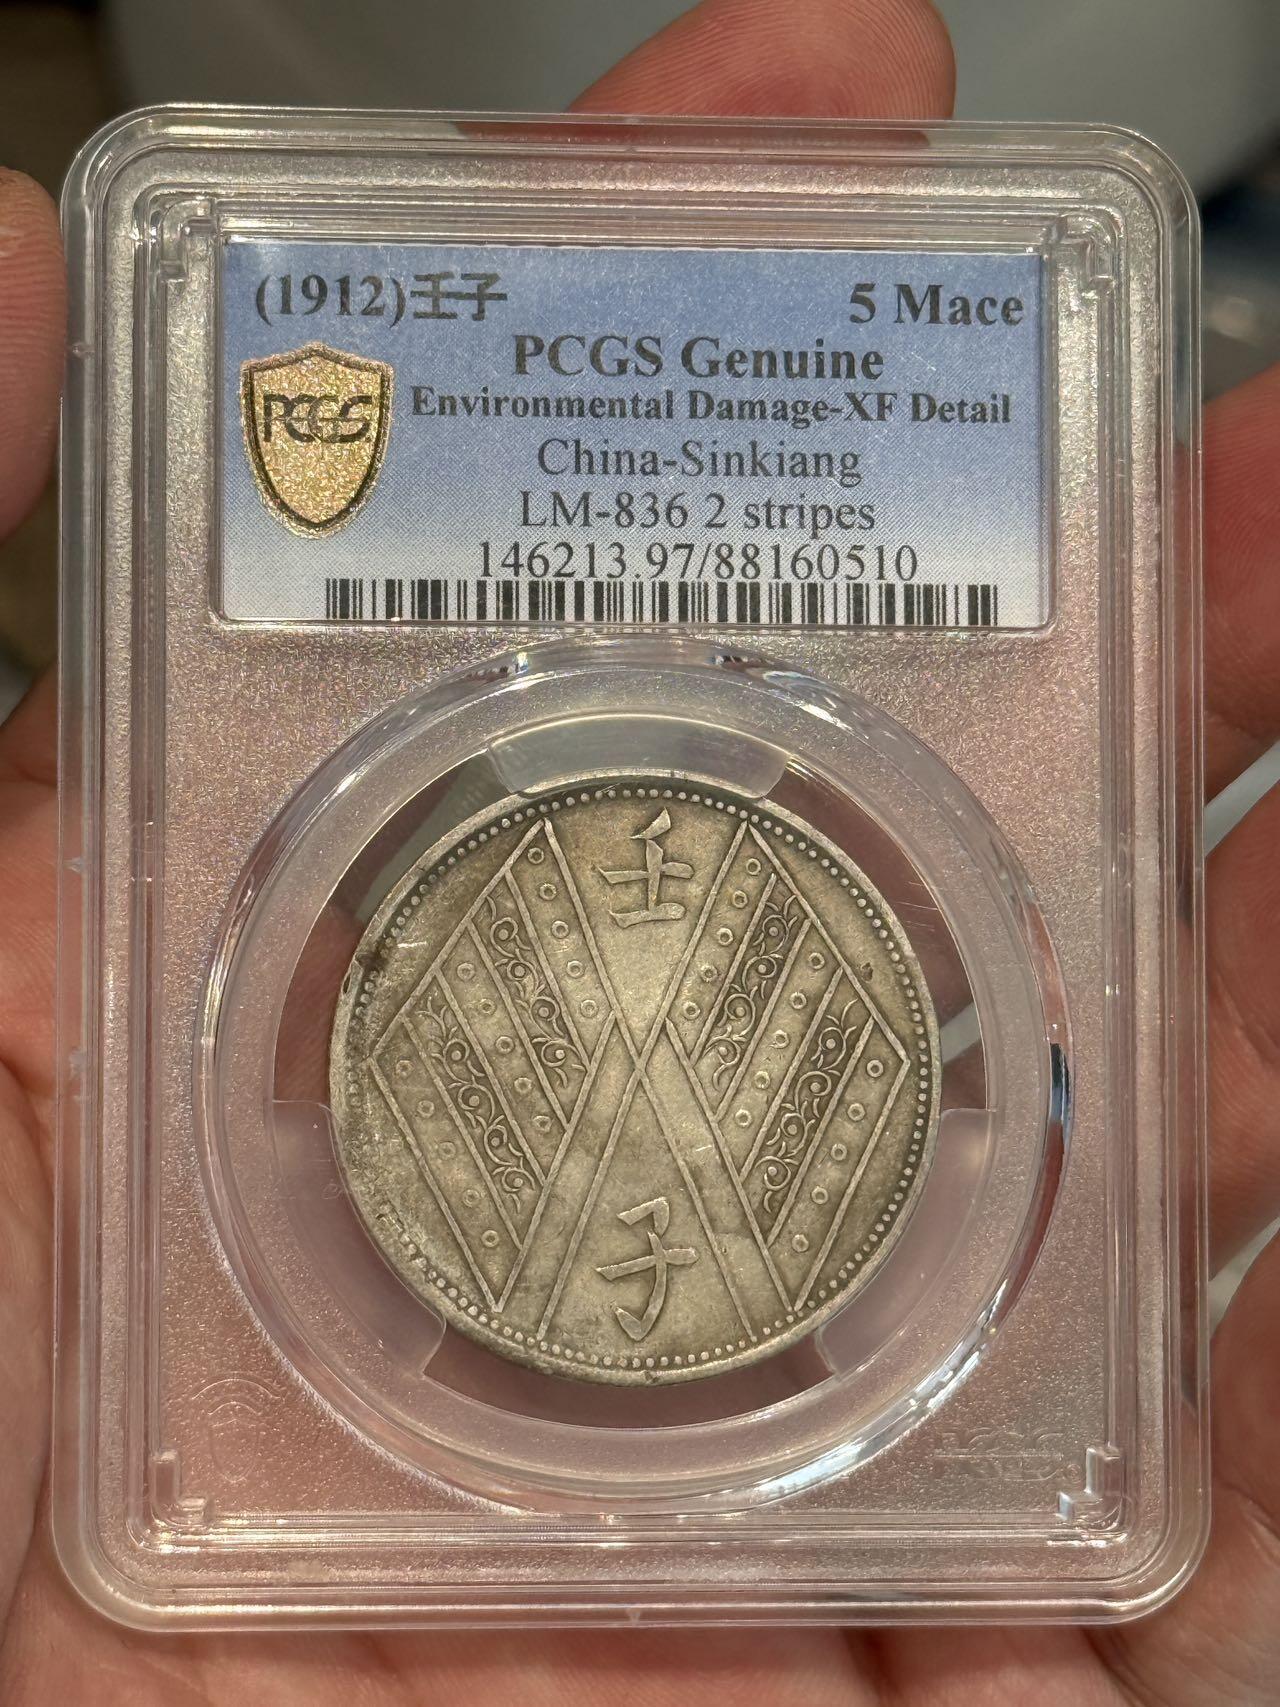 (1912)壬子 5 Mace
PCGS Genuine
PCGS
Environmental Damage-XF Detail
China-Sinkiang
LM-836 2 stripes
146213.97/88160510
壬
子